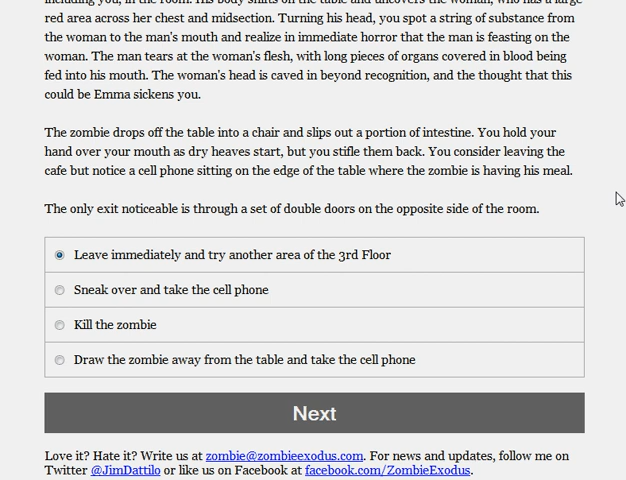 including you, in the room. His body shifts on the table and uncovers the woman, who has a large
red area across her chest and midsection. Turning his head, you spot a string of substance from
the woman to the man's mouth and realize in immediate horror that the man is feasting on the
woman. The man tears at the woman's flesh, with long pieces of organs covered in blood being
fed into his mouth. The woman's head is caved in beyond recognition, and the thought that this
could be Emma sickens you.
The zombie drops off the table into a chair and slips out a portion of intestine. You hold your
hand over your mouth as dry heaves start, but you stifle them back. You consider leaving the
cafe but notice a cell phone sitting on the edge of the table where the zombie is having his meal.
The only exit noticeable is through a set of double doors on the opposite side of the room.
Leave immediately and try another area of the 3rd Floor
Sneak over and take the cell phone
Kill the zombie
Draw the zombie away from the table and take the cell phone
Next
Love it? Hate it? Write us at zombie@zombieexodus.com. For news and updates, follow me on
Twitter @JimDattilo or like us on Facebook at facebook.com/ZombieExodus.